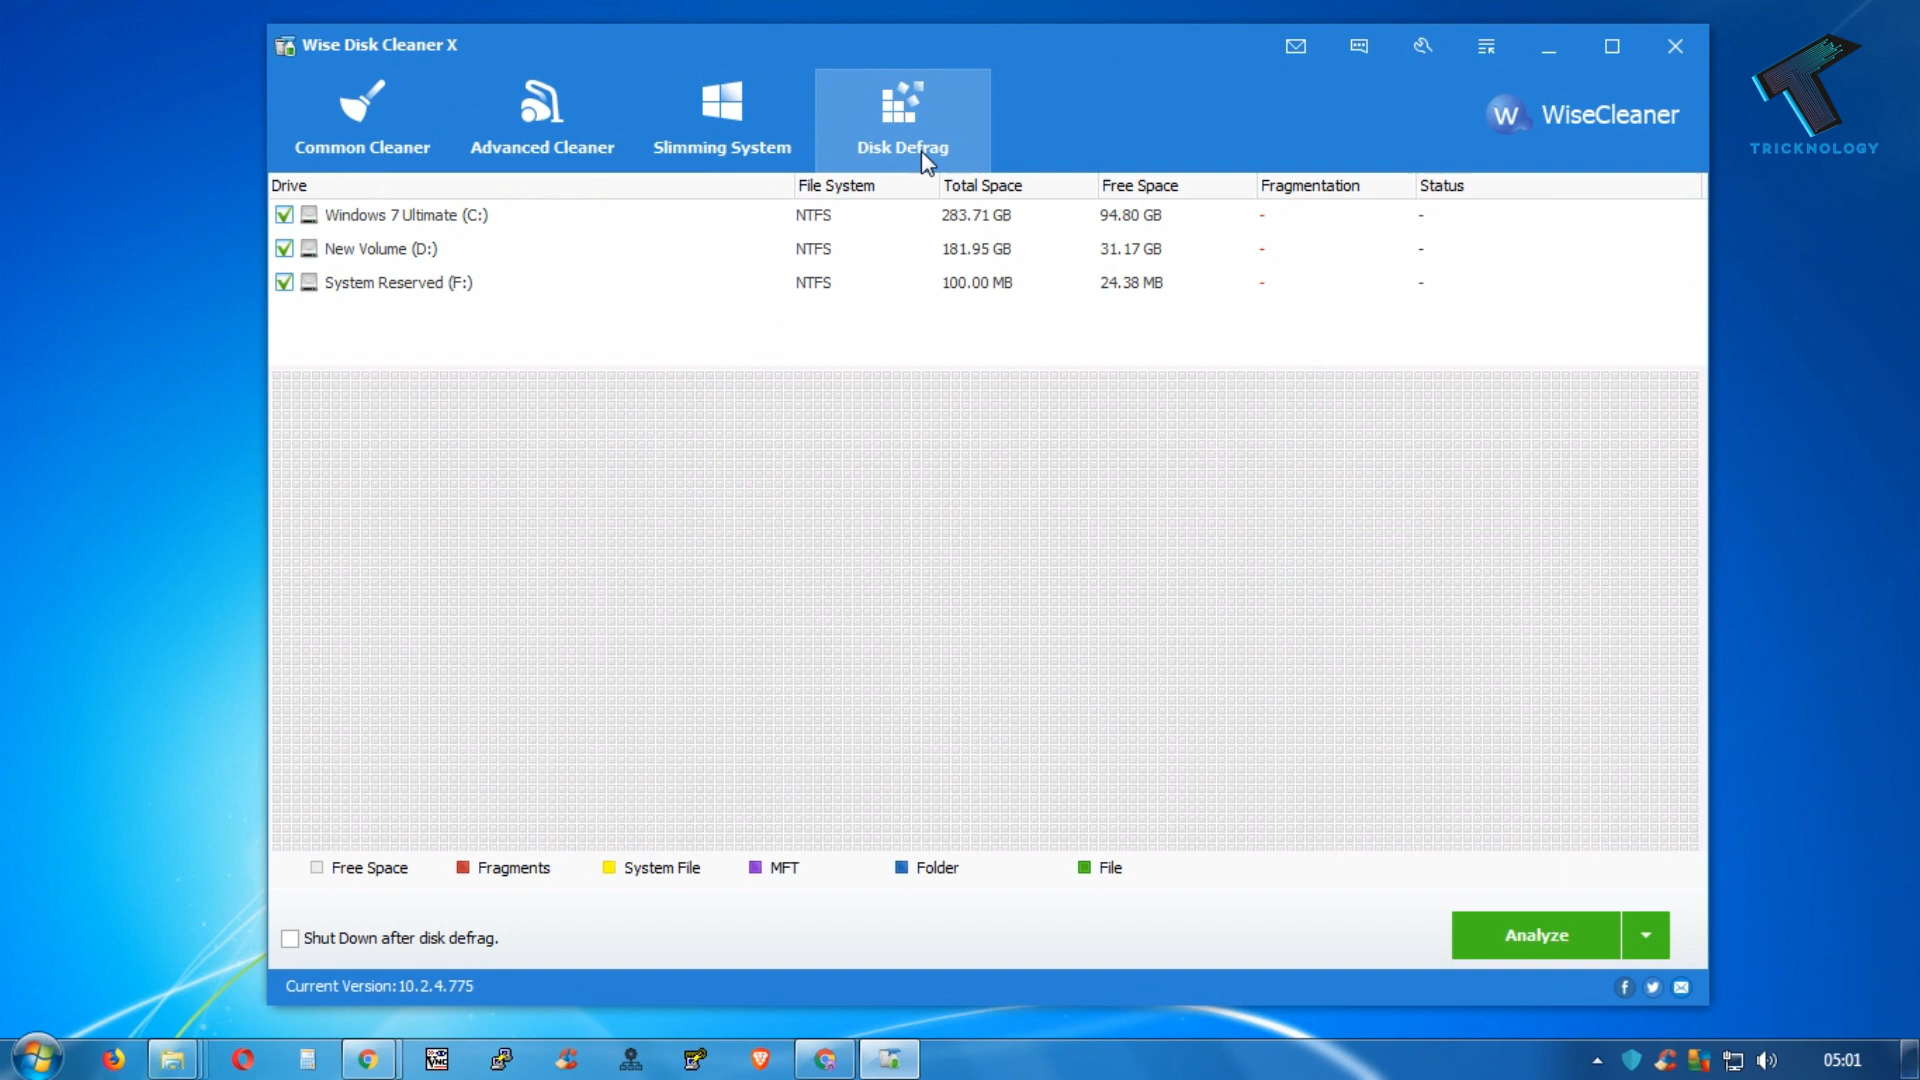 Wise Disk Cleaner X
Common Cleaner
Advanced Cleaner
Slimming System
Disk Defrag
W WiseCleaner
TRICKNOLOGY
Drive File System Total Space Free Space Fragmentation Status
Windows 7 Ultimate (C:) NTFS 283.71 GB 94.80 GB - -
New Volume (D:) NTFS 181.95 GB 31.17 GB - -
System Reserved (F:) NTFS 100.00 MB 24.38 MB - -
Free Space Fragments System File MFT Folder File
Shut Down after disk defrag.
Analyze
Current Version:10.2.4.775
05:01